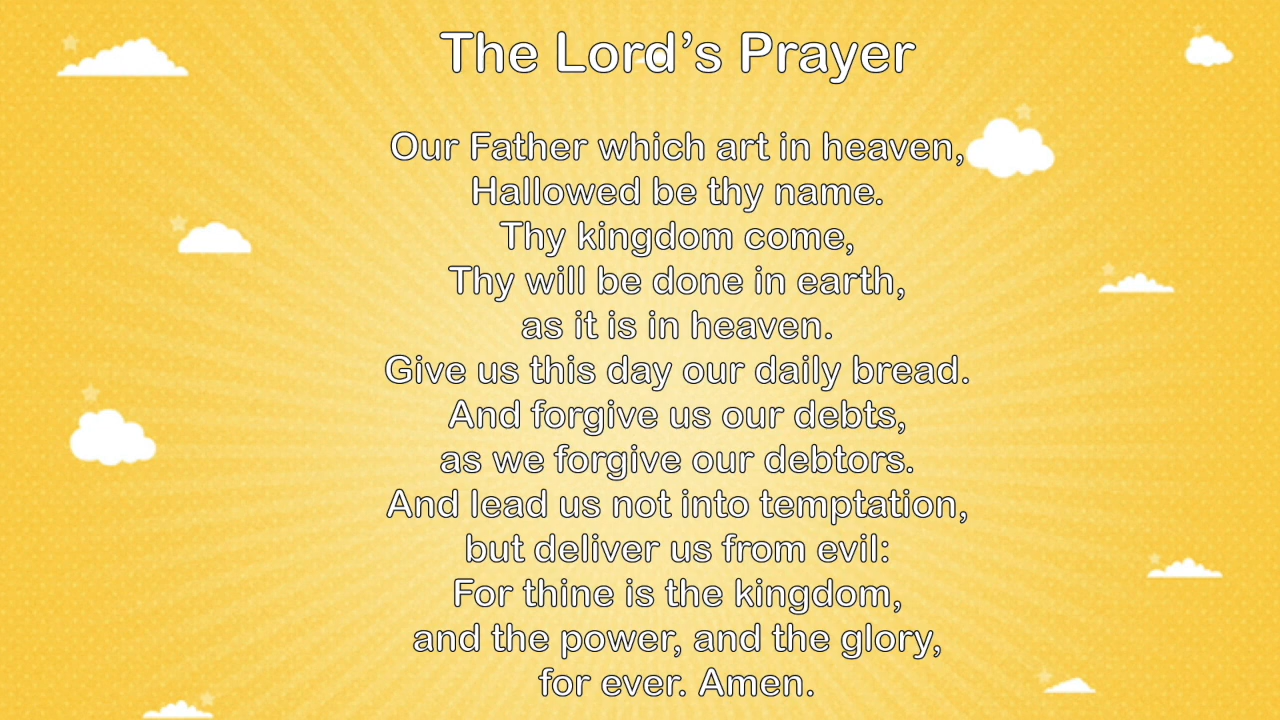 The Lord’s Prayer
Our Father which art in heaven,
Hallowed be thy name.
Thy kingdom come,
Thy will be done in earth,
as it is in heaven.
Give us this day our daily bread.
And forgive us our debts,
as we forgive our debtors.
And lead us not into temptation,
but deliver us from evil:
For thine is the kingdom,
and the power, and the glory,
for ever. Amen.